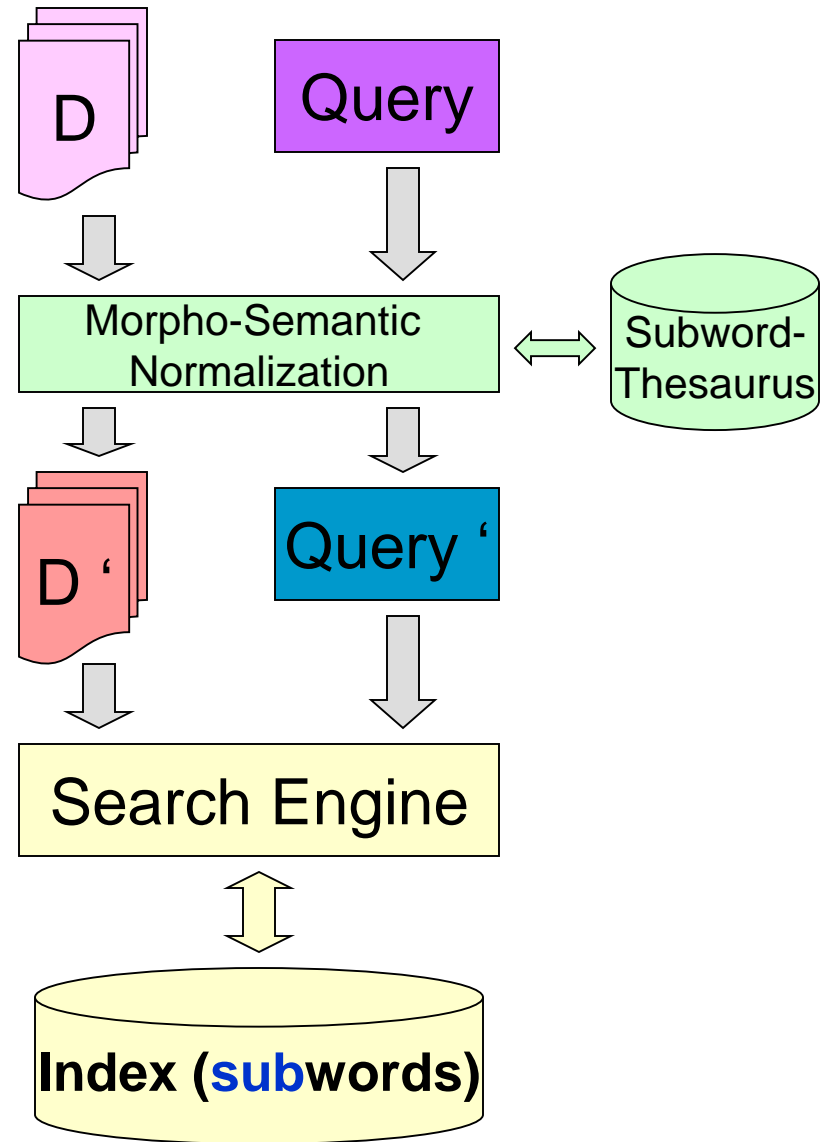 D
Query
Morpho-Semantic
Normalization
Subword-
Thesaurus
D ‘
Query ‘
Search Engine
Index (subwords)